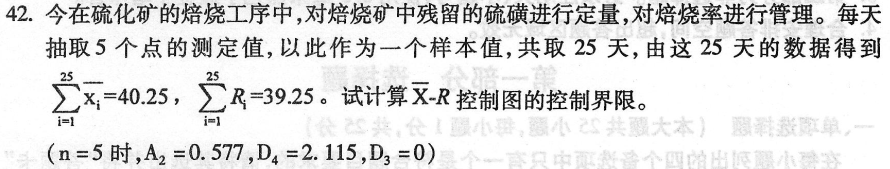 42. 今在硫化矿的焙烧工序中,对焙烧矿中残留的硫磺进行定量,对焙烧率进行管理。每天
抽取 5 个点的测定值,以此作为一个样本值,共取 25 天,由这 25 天的数据得到
$\sum_{i=1}^{25} \overline{x_i}$=40.25，$\sum_{i=1}^{25} R_i$=39.25。试计算 $\overline{X}$-R 控制图的控制界限。
(n=5 时,A₂=0.577,D₄=2.115,D₃=0)